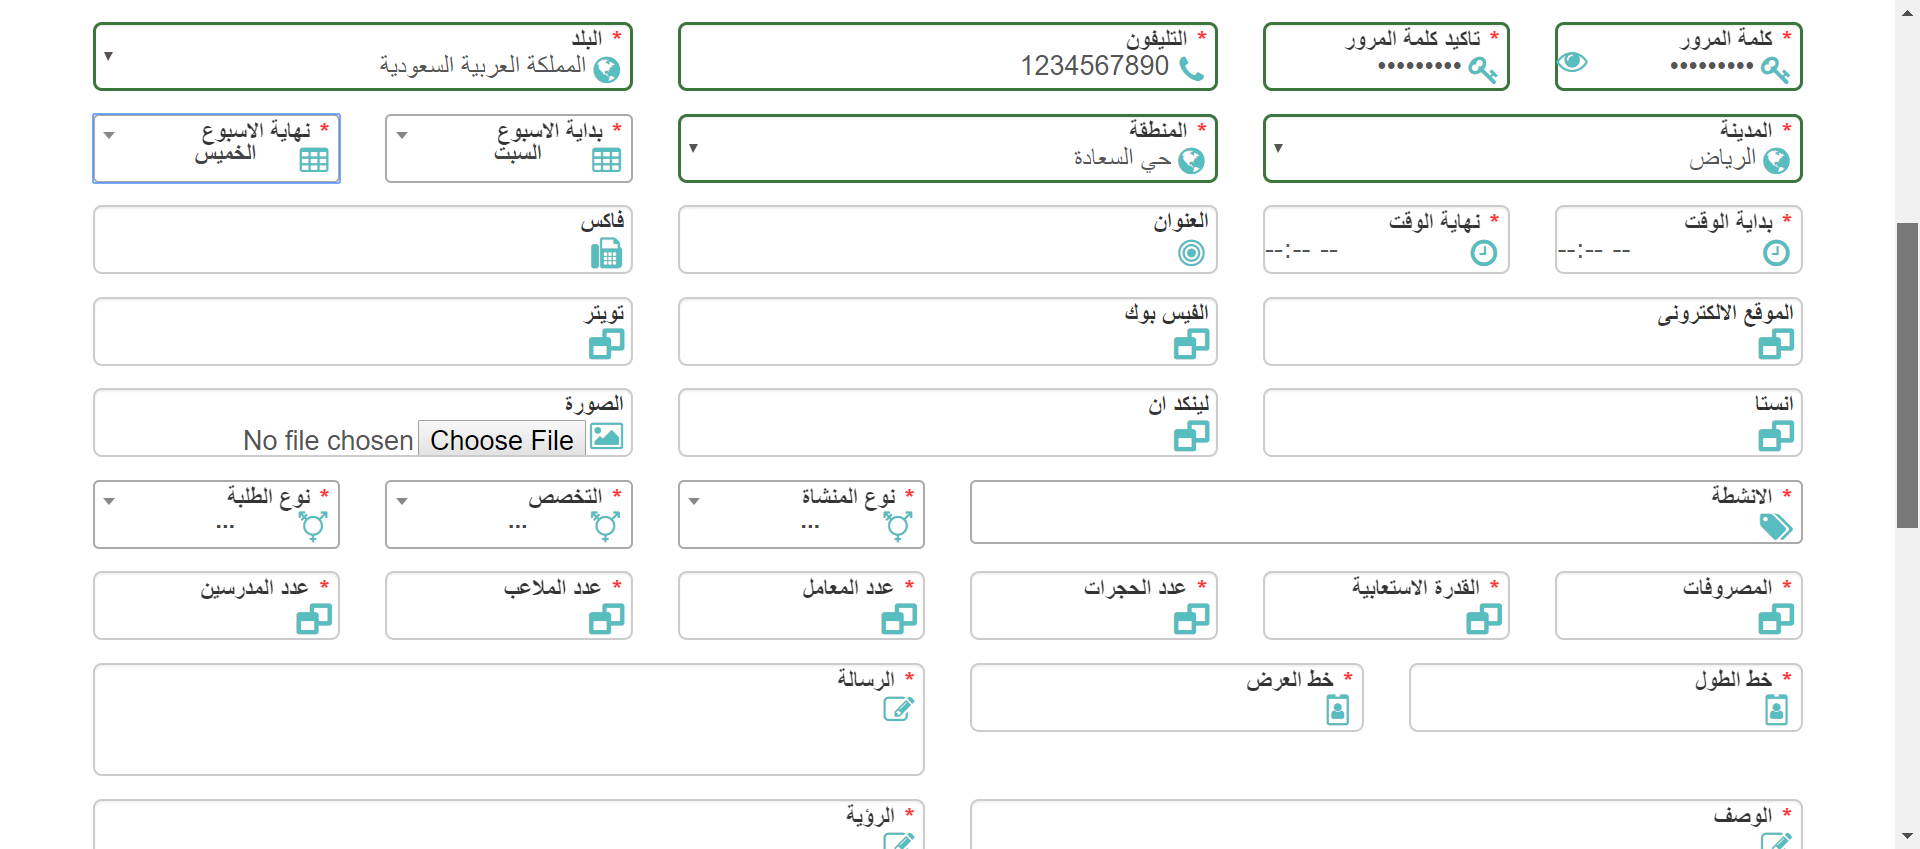 * كلمة المرور
•••••••••
* تاكيد كلمة المرور
•••••••••
* التليفون
1234567890
* البلد
المملكة العربية السعودية
* المدينة
الرياض
* المنطقة
حي السعادة
* بداية الاسبوع
السبت
* نهاية الاسبوع
الخميس
* بداية الوقت
--:-- --
* نهاية الوقت
--:-- --
العنوان
فاكس
الموقع الالكترونى
الفيس بوك
تويتر
انستا
لينكد ان
الصورة
Choose File No file chosen
* الانشطة
* نوع المنشاة
...
* التخصص
...
* نوع الطلبة
...
* المصروفات
* القدرة الاستعابية
* عدد الحجرات
* عدد المعامل
* عدد الملاعب
* عدد المدرسين
* خط الطول
* خط العرض
* الرسالة
* الوصف
* الرؤية